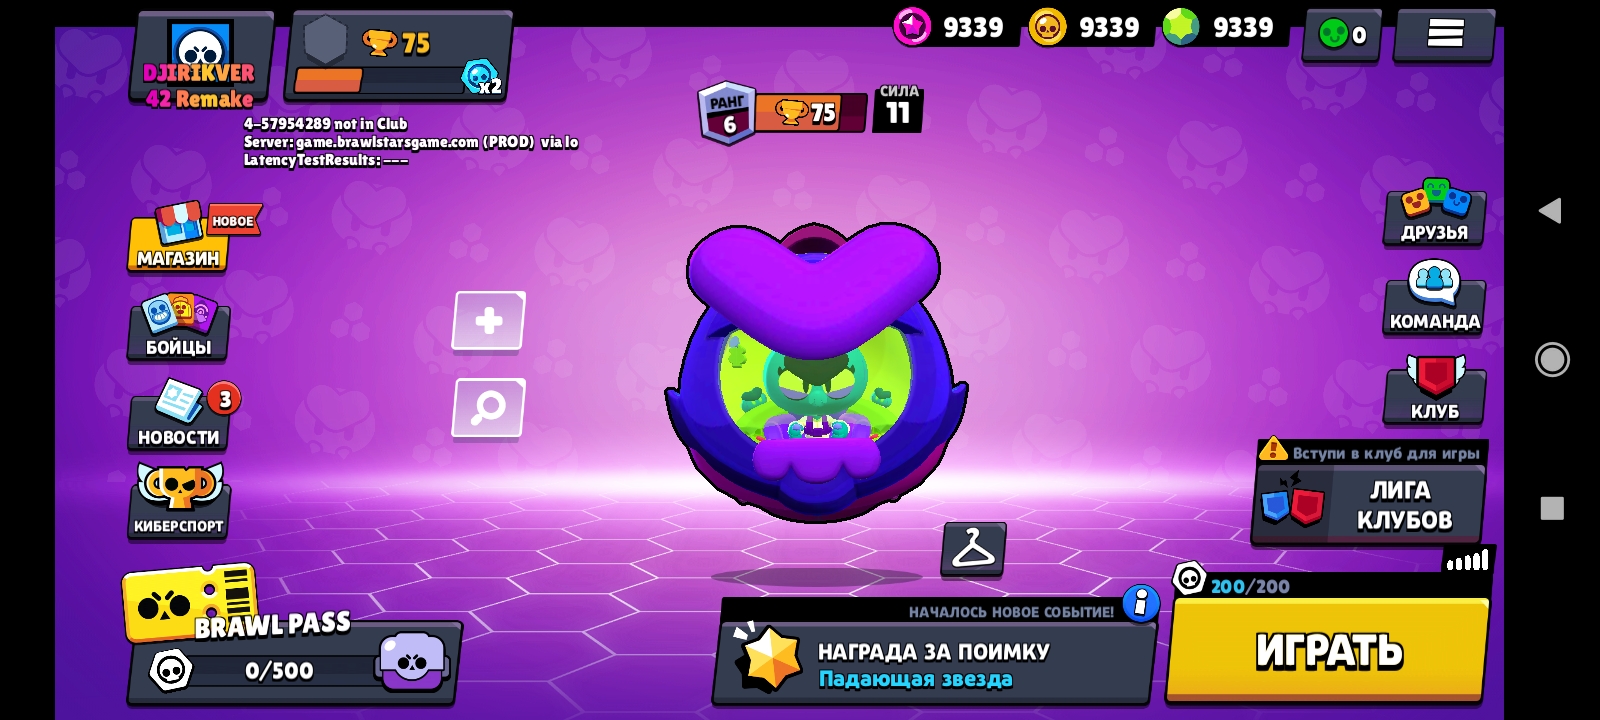 DJIRIKVER
42 Remake
75
x2
9339
9339
9339
0
4-57954289 not in Club
Server: game.brawlstarsgame.com (PROD) via lo
LatencyTestResults: ---
РАНГ
6
75
СИЛА
11
НОВОЕ
МАГАЗИН
БОЙЦЫ
3
НОВОСТИ
КИБЕРСПОРТ
ДРУЗЬЯ
КОМАНДА
КЛУБ
Вступи в клуб для игры
ЛИГА
КЛУБОВ
BRAWL PASS
0/500
НАЧАЛОСЬ НОВОЕ СОБЫТИЕ!
НАГРАДА ЗА ПОИМКУ
Падающая звезда
200/200
ИГРАТЬ